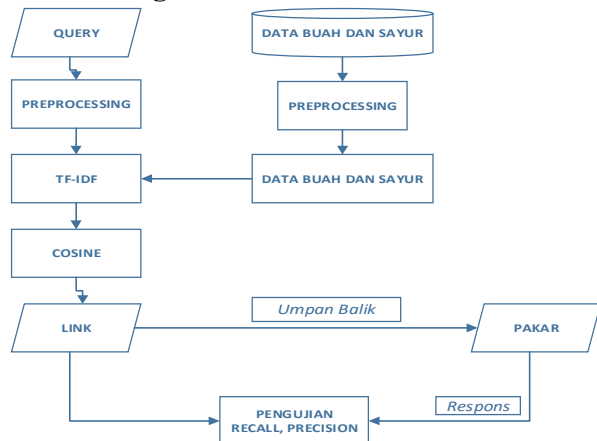 QUERY
DATA BUAH DAN SAYUR
PREPROCESSING
PREPROCESSING
TF-IDF
DATA BUAH DAN SAYUR
COSINE
LINK
Umpan Balik
PAKAR
Respons
PENGUJIAN
RECALL, PRECISION